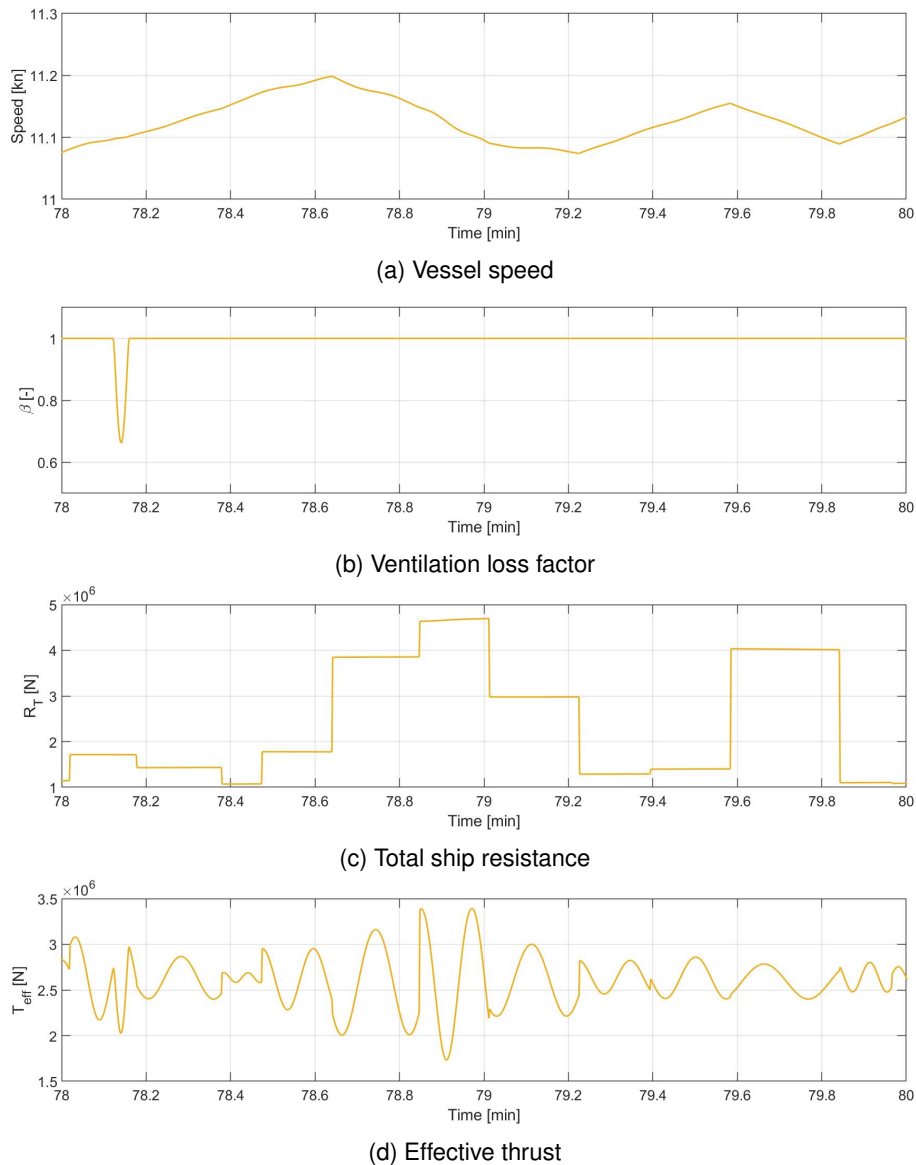 11.3
11.2
11.1
11
Speed [kn]
78 78.2 78.4 78.6 78.8 79 79.2 79.4 79.6 79.8 80
Time [min]
(a) Vessel speed
1
0.8
0.6
β [-]
78 78.2 78.4 78.6 78.8 79 79.2 79.4 79.6 79.8 80
Time [min]
(b) Ventilation loss factor
×10⁶
5
4
3
2
1
R_T [N]
78 78.2 78.4 78.6 78.8 79 79.2 79.4 79.6 79.8 80
Time [min]
(c) Total ship resistance
×10⁶
3.5
3
2.5
2
1.5
T_eff [N]
78 78.2 78.4 78.6 78.8 79 79.2 79.4 79.6 79.8 80
Time [min]
(d) Effective thrust